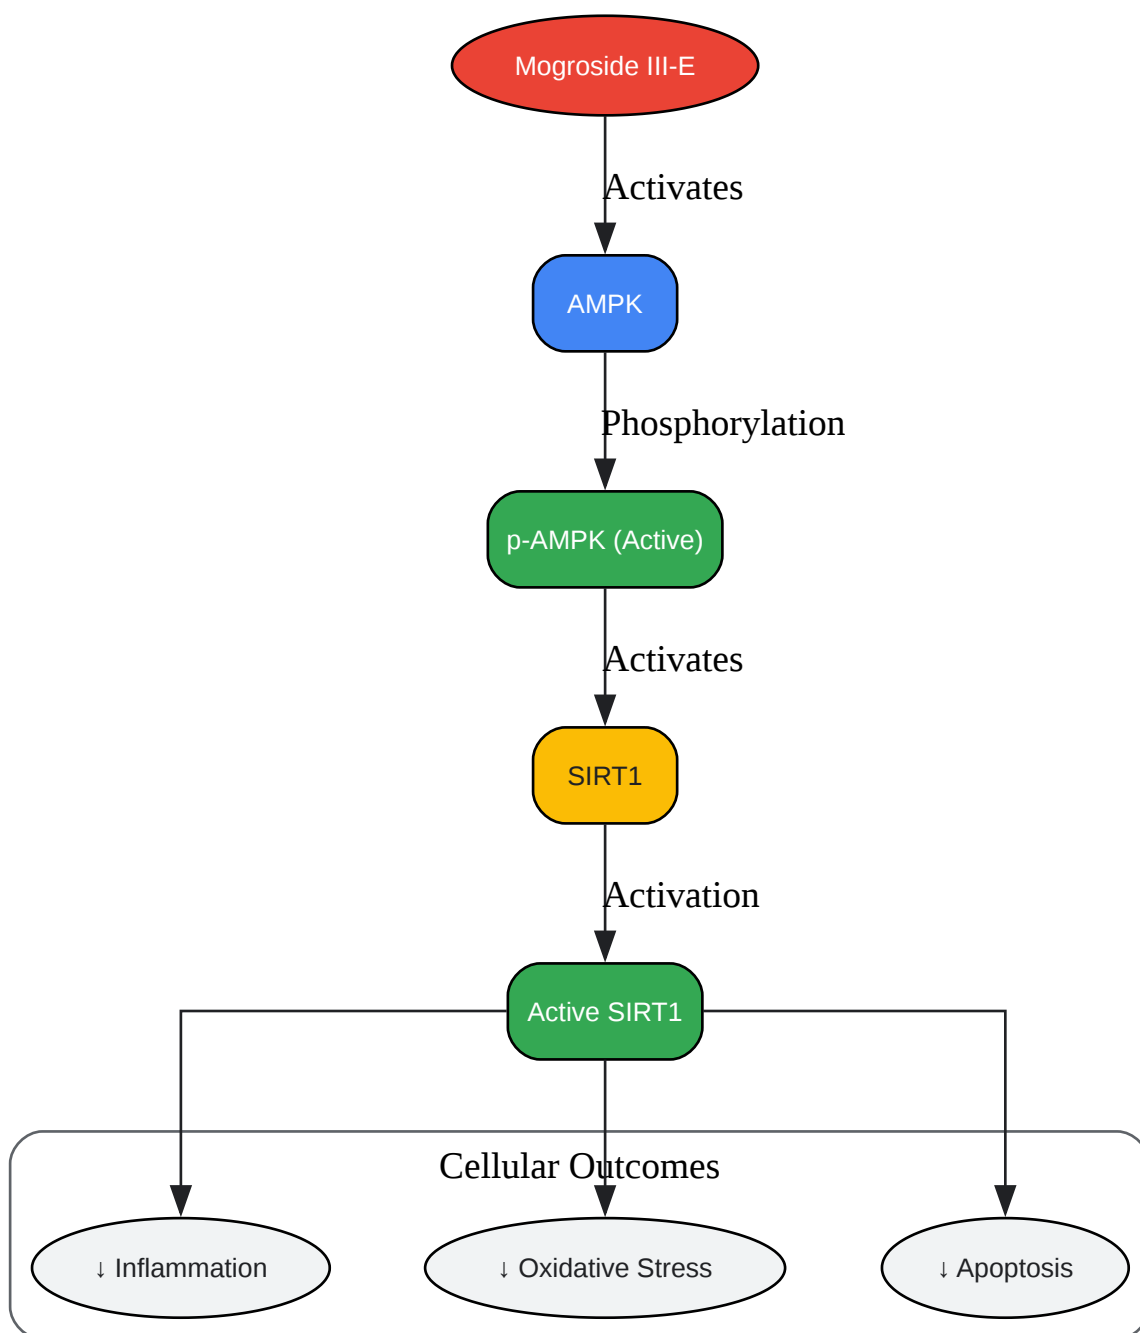 Mogroside III-E
Activates
AMPK
Phosphorylation
p-AMPK (Active)
Activates
SIRT1
Activation
Active SIRT1
Cellular Outcomes
↓ Inflammation
↓ Oxidative Stress
↓ Apoptosis